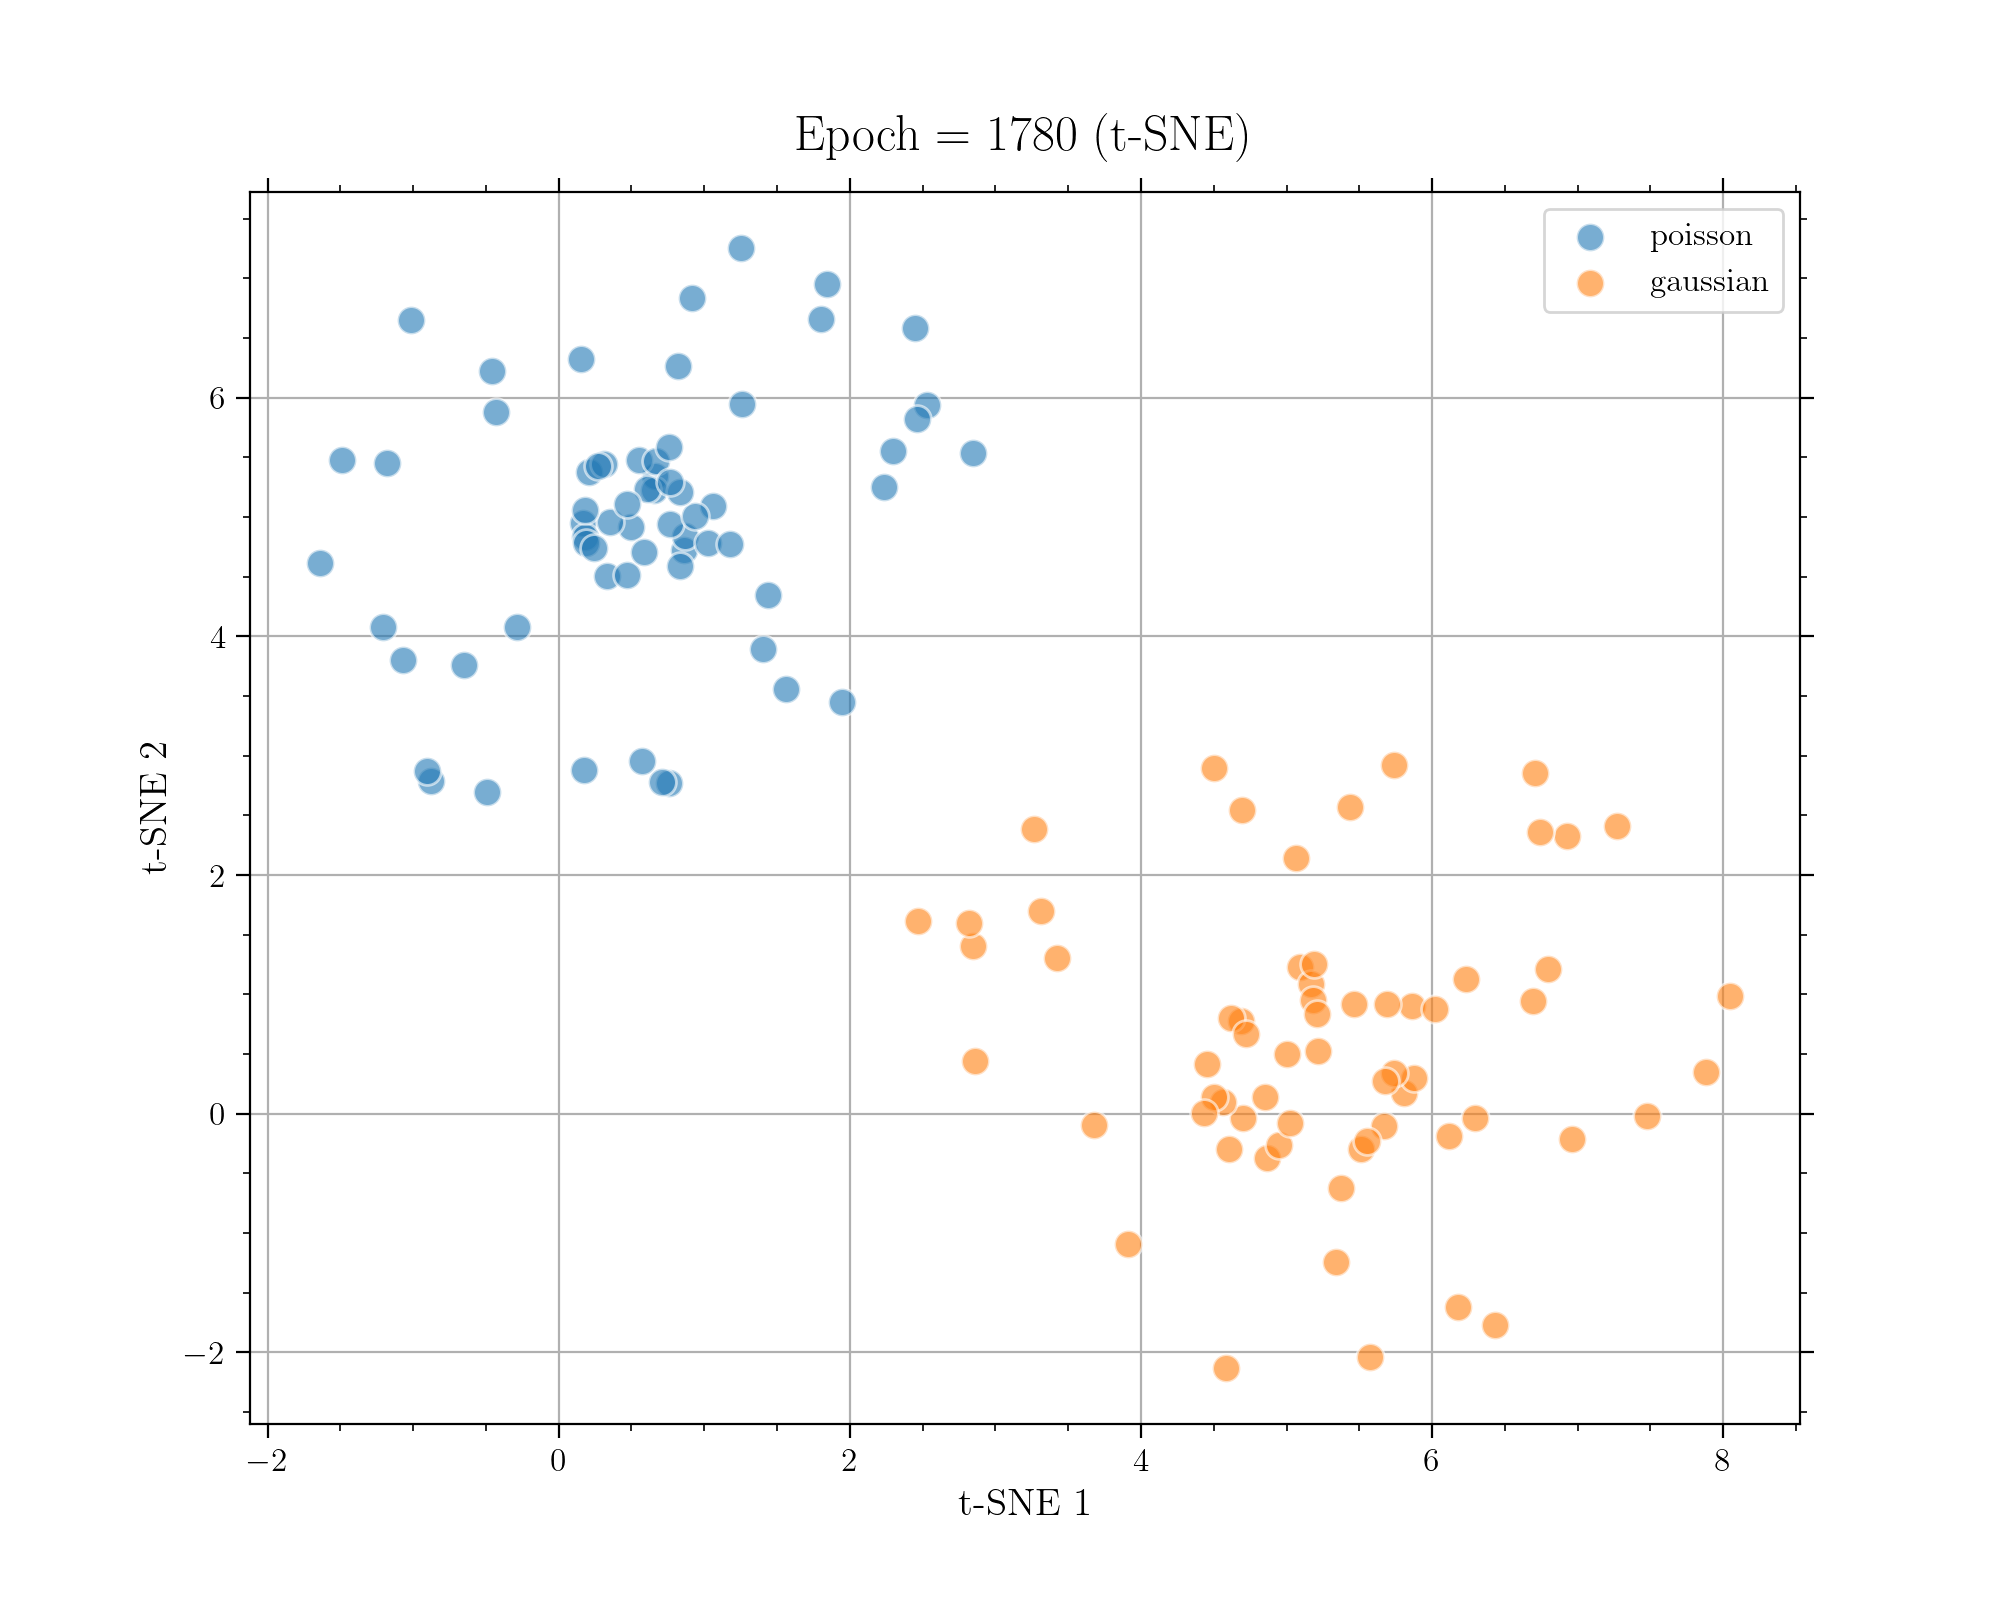 Epoch = 1780 (t-SNE)
poisson
gaussian
6
4
2
0
−2
t-SNE 2
−2 0 2 4 6 8
t-SNE 1